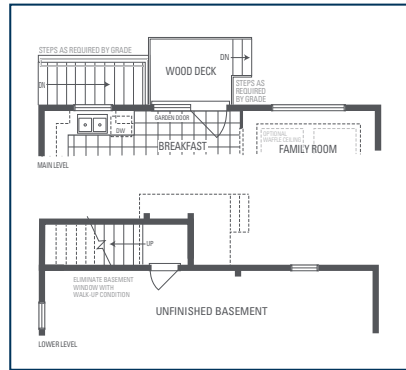 STEPS AS REQUIRED BY GRADE
DN
WOOD DECK
DN
STEPS AS
REQUIRED
BY GRADE
GARDEN DOOR
DW
BREAKFAST
OPTIONAL
WAFFLE CEILING
FAMILY ROOM
MAIN LEVEL
UP
ELIMINATE BASEMENT
WINDOW WITH
WALK-UP CONDITION
UNFINISHED BASEMENT
LOWER LEVEL